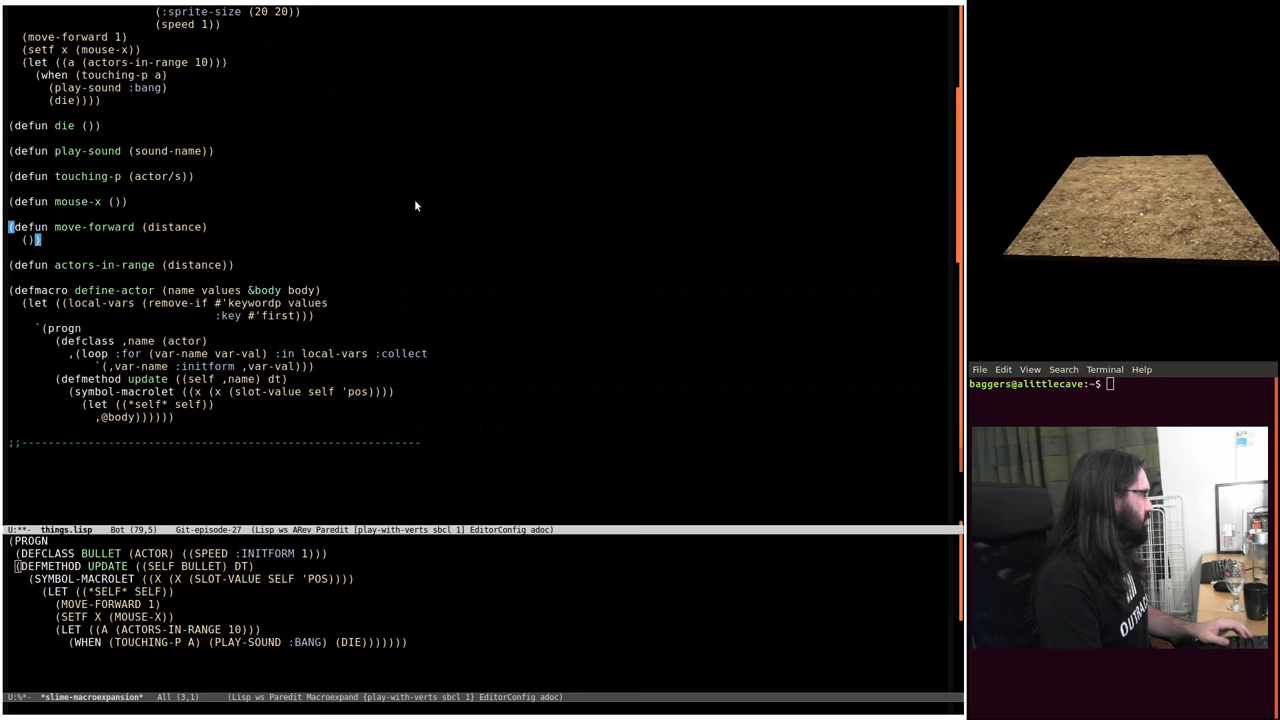 (:sprite-size (20 20))
(speed 1))
(move-forward 1)
(setf x (mouse-x))
(let ((a (actors-in-range 10)))
(when (touching-p a)
(play-sound :bang)
(die))))
(defun die ())
(defun play-sound (sound-name))
(defun touching-p (actor/s))
(defun mouse-x ())
(defun move-forward (distance)
())
(defun actors-in-range (distance))
(defmacro define-actor (name values &body body)
(let ((local-vars (remove-if #'keywordp values
:key #'first)))
`(progn
(defclass ,name (actor)
,(loop :for (var-name var-val) :in local-vars :collect
`(,var-name :initform ,var-val)))
(defmethod update ((self ,name) dt)
(symbol-macrolet ((x (x (slot-value self 'pos))))
(let ((*self* self))
,@body))))))
;;------------------------------------------------------------
U:**-  things.lisp   Bot (79,5)   Git-episode-27  (Lisp ws ARev Paredit [play-with-verts sbcl 1] EditorConfig adoc)
(PROGN
(DEFCLASS BULLET (ACTOR) ((SPEED :INITFORM 1)))
(DEFMETHOD UPDATE ((SELF BULLET) DT)
(SYMBOL-MACROLET ((X (X (SLOT-VALUE SELF 'POS))))
(LET ((*SELF* SELF))
(MOVE-FORWARD 1)
(SETF X (MOUSE-X))
(LET ((A (ACTORS-IN-RANGE 10)))
(WHEN (TOUCHING-P A) (PLAY-SOUND :BANG) (DIE)))))))
U:%*-  *slime-macroexpansion*   All (3,1)   (Lisp ws Paredit Macroexpand {play-with-verts sbcl 1} EditorConfig adoc)
File Edit View Search Terminal Help
baggers@alittlecave:~$
OUTBACK